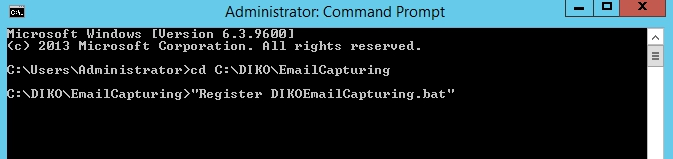 Administrator: Command Prompt
Microsoft Windows [Version 6.3.9600]
(c) 2013 Microsoft Corporation. All rights reserved.
C:\Users\Administrator>cd C:\DIKO\EmailCapturing
C:\DIKO\EmailCapturing>"Register DIKOEmailCapturing.bat"